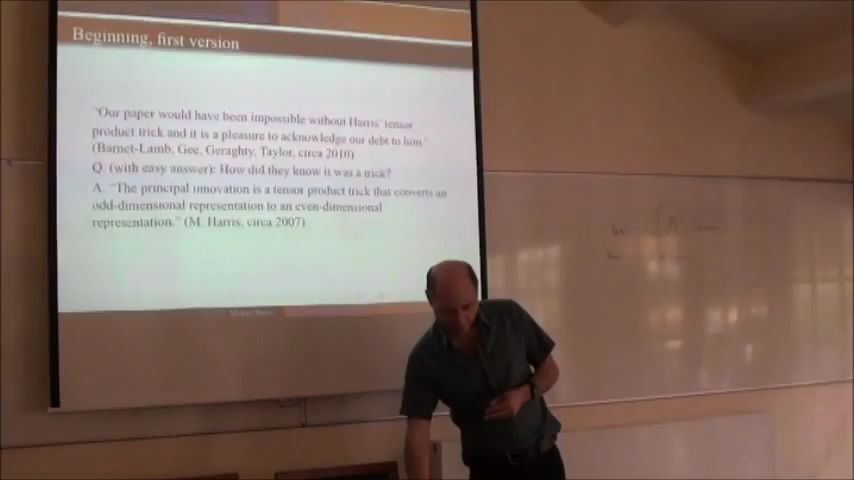 Beginning, first version
"Our paper would have been impossible without Harris' tensor
product trick and it is a pleasure to acknowledge our debt to him."
(Barnet-Lamb, Gee, Geraghty, Taylor, circa 2010)
Q. (with easy answer): How did they know it was a trick?
A. "The principal innovation is a tensor product trick that converts an
odd-dimensional representation to an even-dimensional
representation." (M. Harris, circa 2007)
Michael Harris